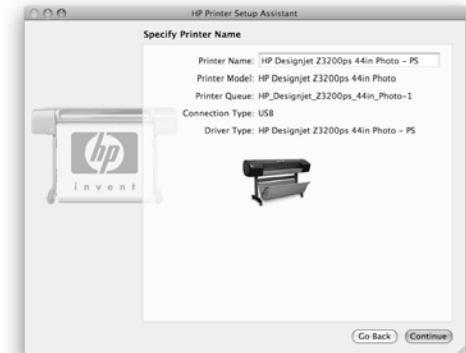 HP Printer Setup Assistant
Specify Printer Name
Printer Name: HP Designjet Z3200ps 44in Photo - PS
Printer Model: HP Designjet Z3200ps 44in Photo
Printer Queue: HP_Designjet_Z3200ps_44in_Photo-1
Connection Type: USB
Driver Type: HP Designjet Z3200ps 44in Photo - PS
hp
invent
Go Back
Continue